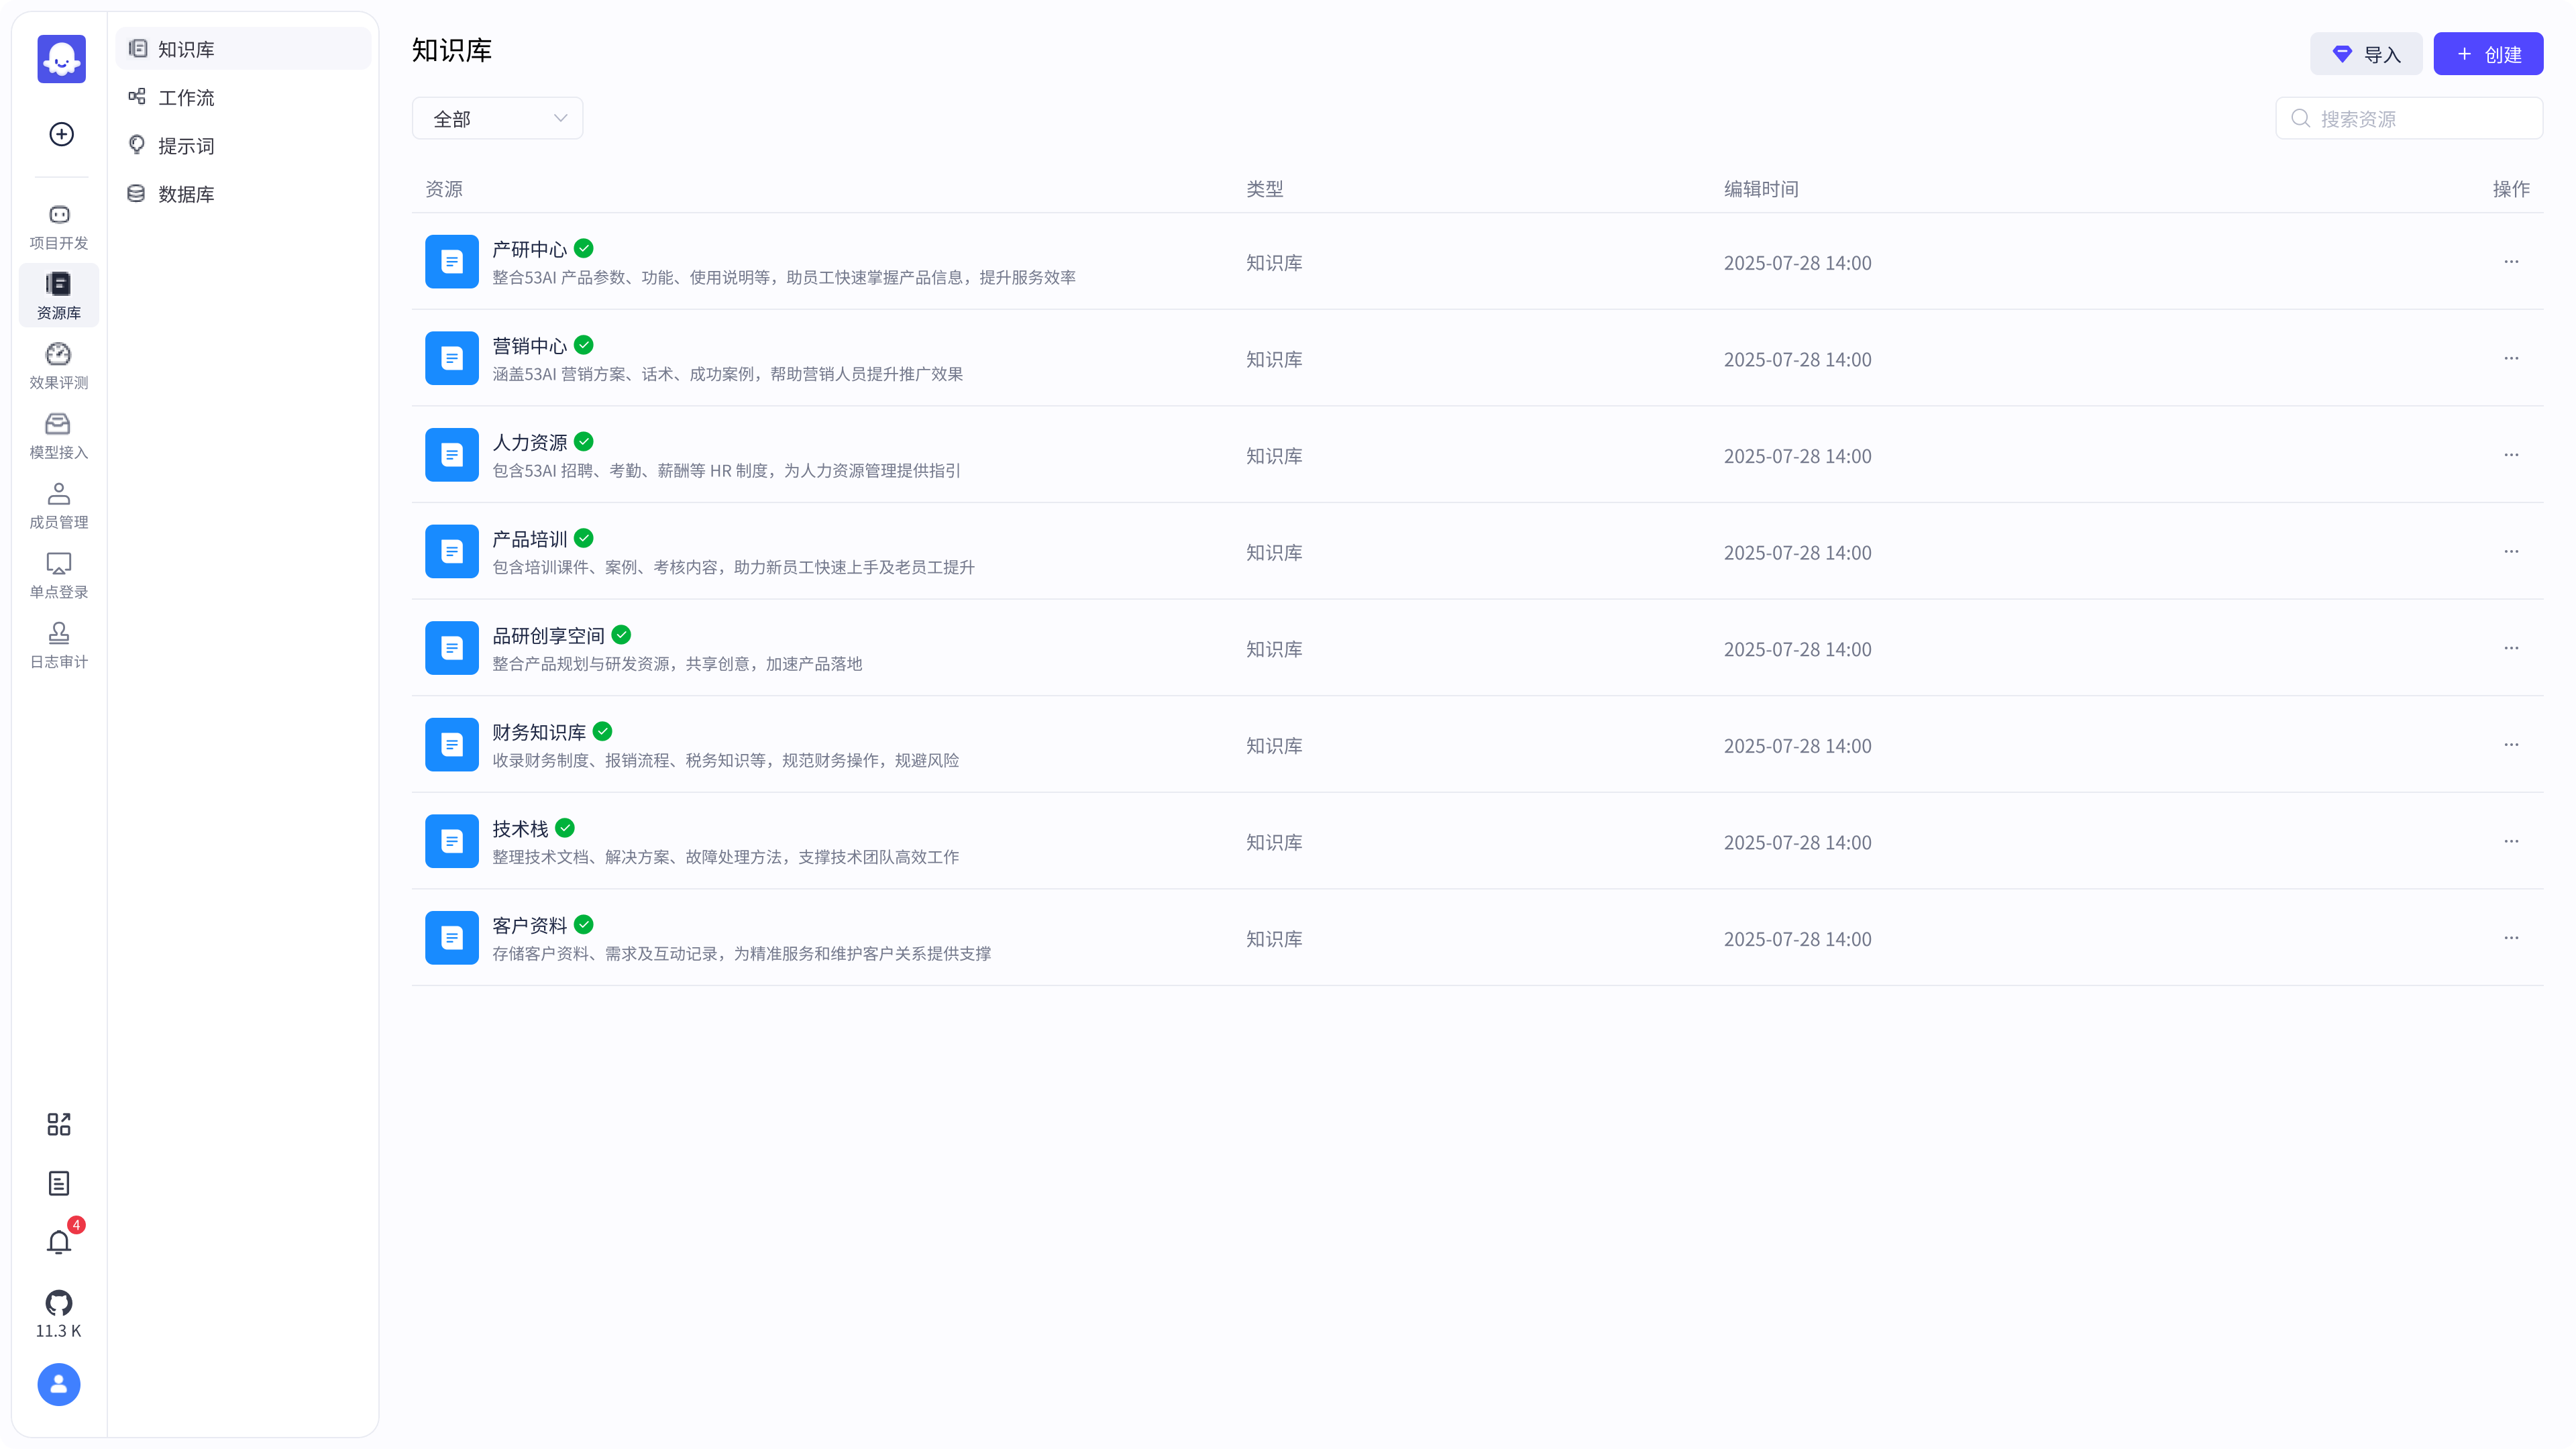 项目开发
资源库
效果评测
模型接入
成员管理
单点登录
日志审计
4
11.3 K
知识库
工作流
提示词
数据库
知识库
导入
创建
全部
搜索资源
资源 类型 编辑时间 操作
产研中心
整合53AI 产品参数、功能、使用说明等，助员工快速掌握产品信息，提升服务效率
知识库 2025-07-28 14:00
营销中心
涵盖53AI 营销方案、话术、成功案例，帮助营销人员提升推广效果
知识库 2025-07-28 14:00
人力资源
包含53AI 招聘、考勤、薪酬等 HR 制度，为人力资源管理提供指引
知识库 2025-07-28 14:00
产品培训
包含培训课件、案例、考核内容，助力新员工快速上手及老员工提升
知识库 2025-07-28 14:00
品研创享空间
整合产品规划与研发资源，共享创意，加速产品落地
知识库 2025-07-28 14:00
财务知识库
收录财务制度、报销流程、税务知识等，规范财务操作，规避风险
知识库 2025-07-28 14:00
技术栈
整理技术文档、解决方案、故障处理方法，支撑技术团队高效工作
知识库 2025-07-28 14:00
客户资料
存储客户资料、需求及互动记录，为精准服务和维护客户关系提供支撑
知识库 2025-07-28 14:00